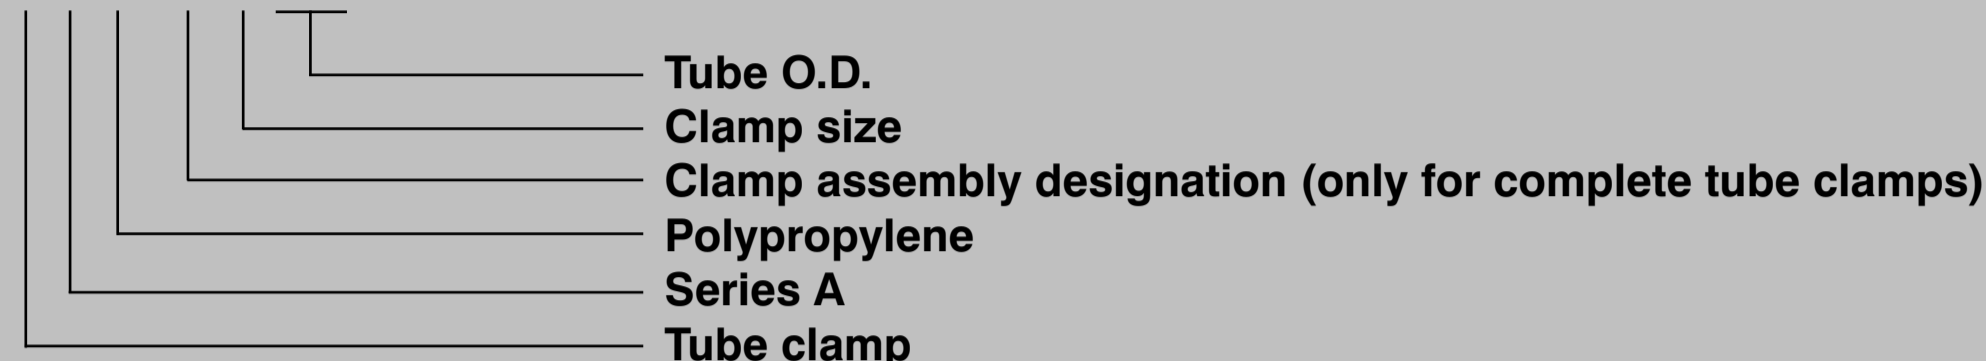 Tube O.D.
Clamp size
Clamp assembly designation (only for complete tube clamps)
Polypropylene
Series A
Tube clamp